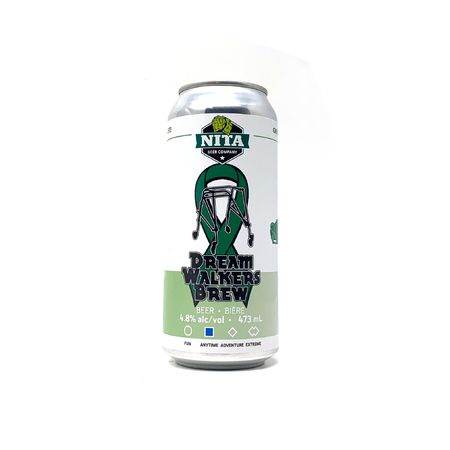 NITA
BEER COMPANY
DREAM
WALKERS
BREW
BEER • BIÈRE
4.8% alc/vol • 473 mL
FUN ANYTIME ADVENTURE EXTREME